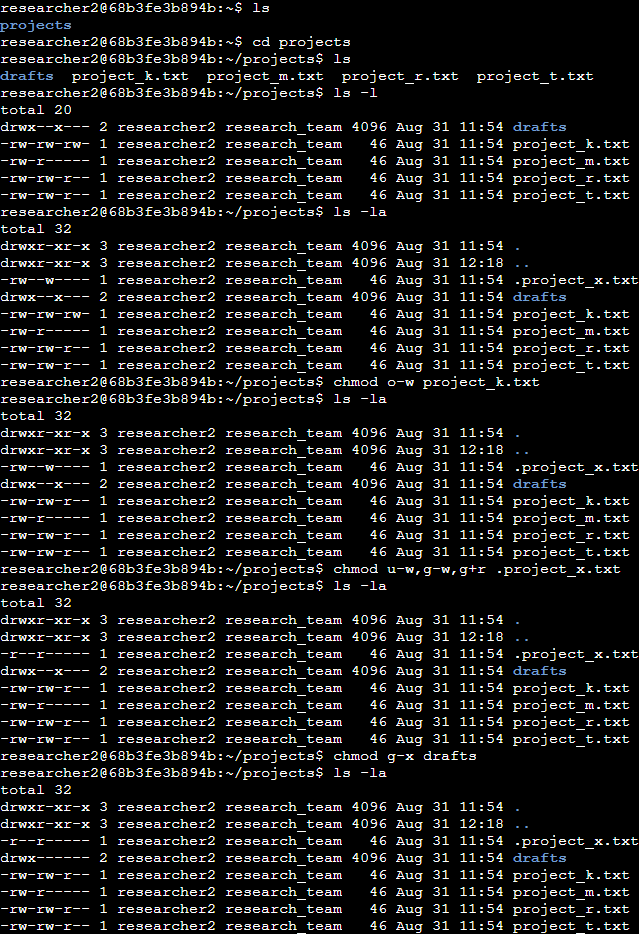 researcher2@68b3fe3b894b:~$ ls
projects
researcher2@68b3fe3b894b:~$ cd projects
researcher2@68b3fe3b894b:~/projects$ ls
drafts  project_k.txt  project_m.txt  project_r.txt  project_t.txt
researcher2@68b3fe3b894b:~/projects$ ls -l
total 20
drwx--x--- 2 researcher2 research_team 4096 Aug 31 11:54 drafts
-rw-rw-rw- 1 researcher2 research_team   46 Aug 31 11:54 project_k.txt
-rw-r----- 1 researcher2 research_team   46 Aug 31 11:54 project_m.txt
-rw-rw-r-- 1 researcher2 research_team   46 Aug 31 11:54 project_r.txt
-rw-rw-r-- 1 researcher2 research_team   46 Aug 31 11:54 project_t.txt
researcher2@68b3fe3b894b:~/projects$ ls -la
total 32
drwxr-xr-x 3 researcher2 research_team 4096 Aug 31 11:54 .
drwxr-xr-x 3 researcher2 research_team 4096 Aug 31 12:18 ..
-rw--w---- 1 researcher2 research_team   46 Aug 31 11:54 .project_x.txt
drwx--x--- 2 researcher2 research_team 4096 Aug 31 11:54 drafts
-rw-rw-rw- 1 researcher2 research_team   46 Aug 31 11:54 project_k.txt
-rw-r----- 1 researcher2 research_team   46 Aug 31 11:54 project_m.txt
-rw-rw-r-- 1 researcher2 research_team   46 Aug 31 11:54 project_r.txt
-rw-rw-r-- 1 researcher2 research_team   46 Aug 31 11:54 project_t.txt
researcher2@68b3fe3b894b:~/projects$ chmod o-w project_k.txt
researcher2@68b3fe3b894b:~/projects$ ls -la
total 32
drwxr-xr-x 3 researcher2 research_team 4096 Aug 31 11:54 .
drwxr-xr-x 3 researcher2 research_team 4096 Aug 31 12:18 ..
-rw--w---- 1 researcher2 research_team   46 Aug 31 11:54 .project_x.txt
drwx--x--- 2 researcher2 research_team 4096 Aug 31 11:54 drafts
-rw-rw-r-- 1 researcher2 research_team   46 Aug 31 11:54 project_k.txt
-rw-r----- 1 researcher2 research_team   46 Aug 31 11:54 project_m.txt
-rw-rw-r-- 1 researcher2 research_team   46 Aug 31 11:54 project_r.txt
-rw-rw-r-- 1 researcher2 research_team   46 Aug 31 11:54 project_t.txt
researcher2@68b3fe3b894b:~/projects$ chmod u-w,g-w,g+r .project_x.txt
researcher2@68b3fe3b894b:~/projects$ ls -la
total 32
drwxr-xr-x 3 researcher2 research_team 4096 Aug 31 11:54 .
drwxr-xr-x 3 researcher2 research_team 4096 Aug 31 12:18 ..
-r--r----- 1 researcher2 research_team   46 Aug 31 11:54 .project_x.txt
drwx--x--- 2 researcher2 research_team 4096 Aug 31 11:54 drafts
-rw-rw-r-- 1 researcher2 research_team   46 Aug 31 11:54 project_k.txt
-rw-r----- 1 researcher2 research_team   46 Aug 31 11:54 project_m.txt
-rw-rw-r-- 1 researcher2 research_team   46 Aug 31 11:54 project_r.txt
-rw-rw-r-- 1 researcher2 research_team   46 Aug 31 11:54 project_t.txt
researcher2@68b3fe3b894b:~/projects$ chmod g-x drafts
researcher2@68b3fe3b894b:~/projects$ ls -la
total 32
drwxr-xr-x 3 researcher2 research_team 4096 Aug 31 11:54 .
drwxr-xr-x 3 researcher2 research_team 4096 Aug 31 12:18 ..
-r--r----- 1 researcher2 research_team   46 Aug 31 11:54 .project_x.txt
drwx------ 2 researcher2 research_team 4096 Aug 31 11:54 drafts
-rw-rw-r-- 1 researcher2 research_team   46 Aug 31 11:54 project_k.txt
-rw-r----- 1 researcher2 research_team   46 Aug 31 11:54 project_m.txt
-rw-rw-r-- 1 researcher2 research_team   46 Aug 31 11:54 project_r.txt
-rw-rw-r-- 1 researcher2 research_team   46 Aug 31 11:54 project_t.txt